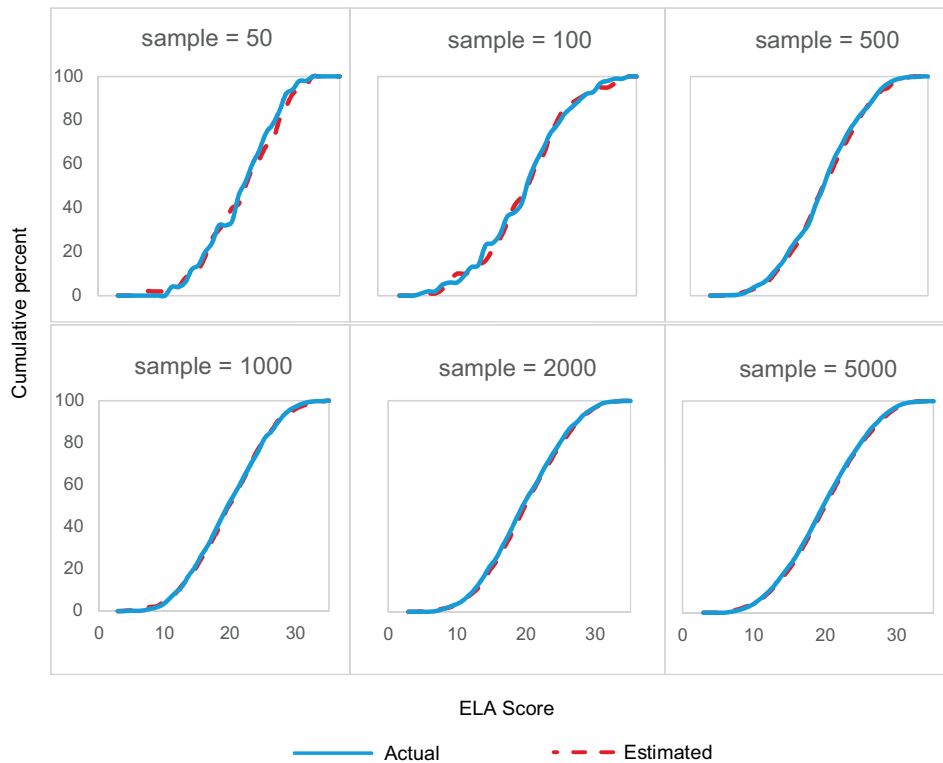 sample = 50
sample = 100
sample = 500
100
80
60
40
20
0
Cumulative percent
sample = 1000
sample = 2000
sample = 5000
100
80
60
40
20
0
0 10 20 30
0 10 20 30
0 10 20 30
ELA Score
Actual
Estimated